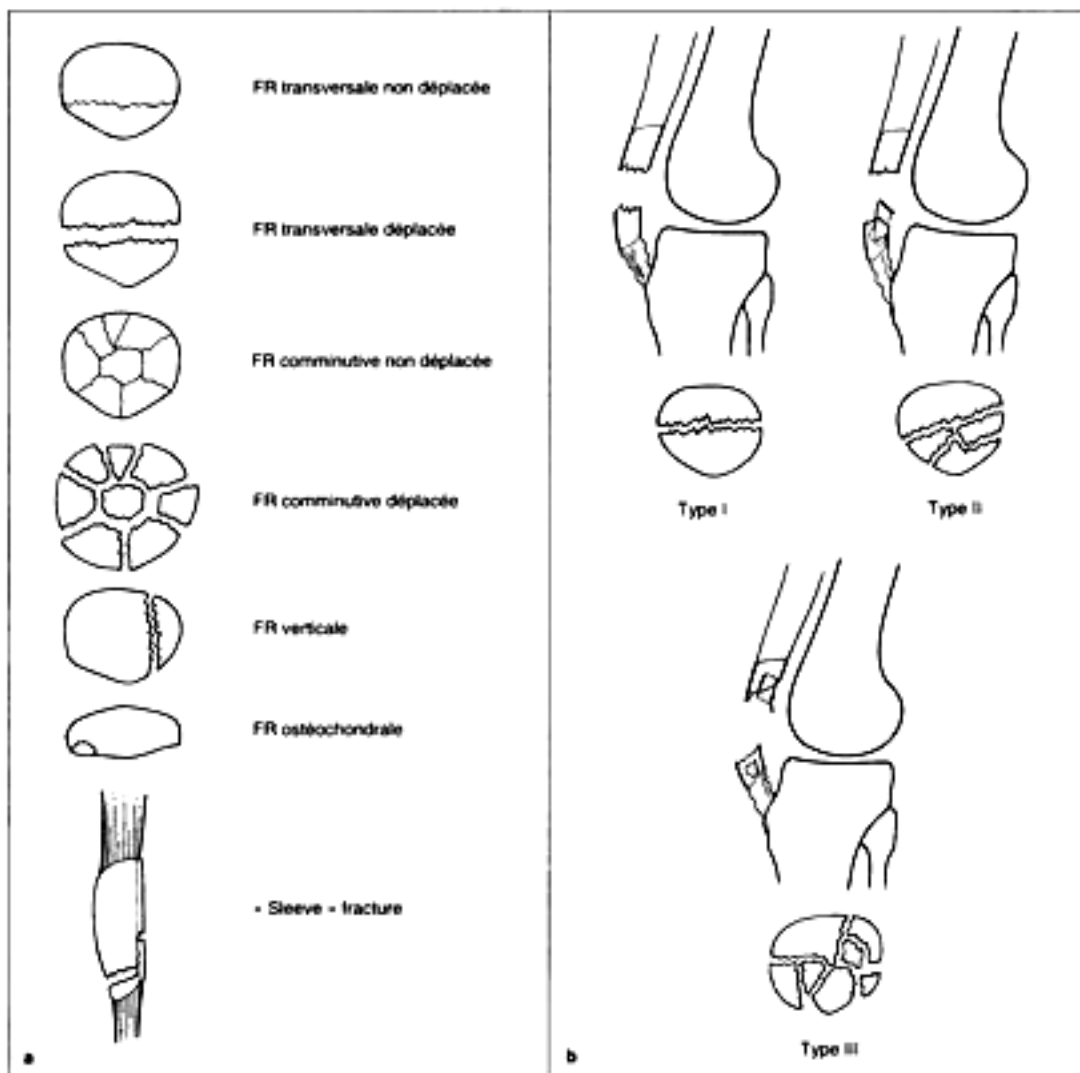 FR transversale non déplacée
FR transversale déplacée
FR comminutive non déplacée
FR comminutive déplacée
FR verticale
FR ostéochondrale
« Sleeve » fracture
a
Type I
Type II
Type III
b